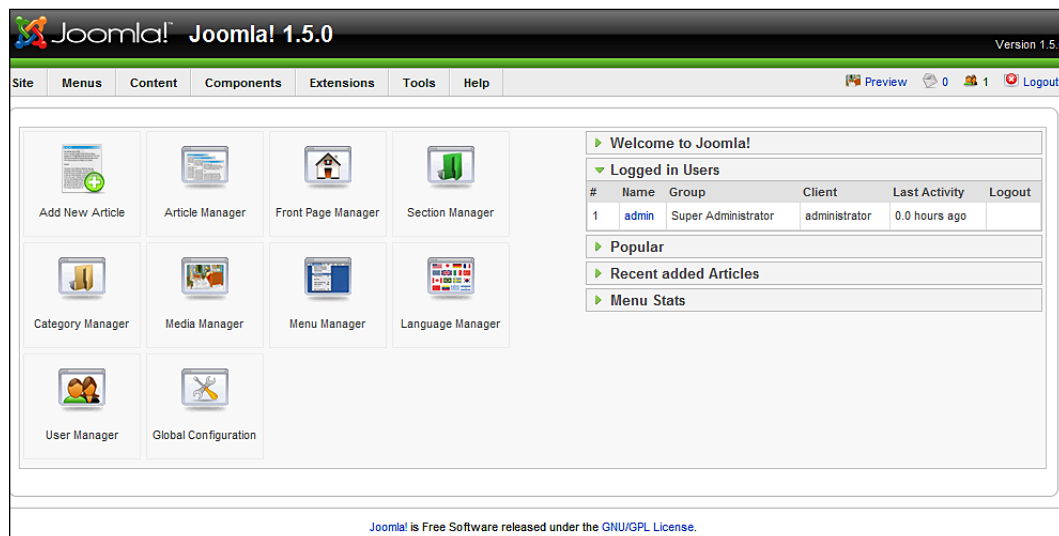 Joomla!™ Joomla! 1.5.0
Version 1.5.
Site Menus Content Components Extensions Tools Help Preview 0 1 Logout
Add New Article Article Manager Front Page Manager Section Manager
Category Manager Media Manager Menu Manager Language Manager
User Manager Global Configuration
Welcome to Joomla!
Logged in Users
# Name Group Client Last Activity Logout
1 admin Super Administrator administrator 0.0 hours ago
Popular
Recent added Articles
Menu Stats
Joomla! is Free Software released under the GNU/GPL License.